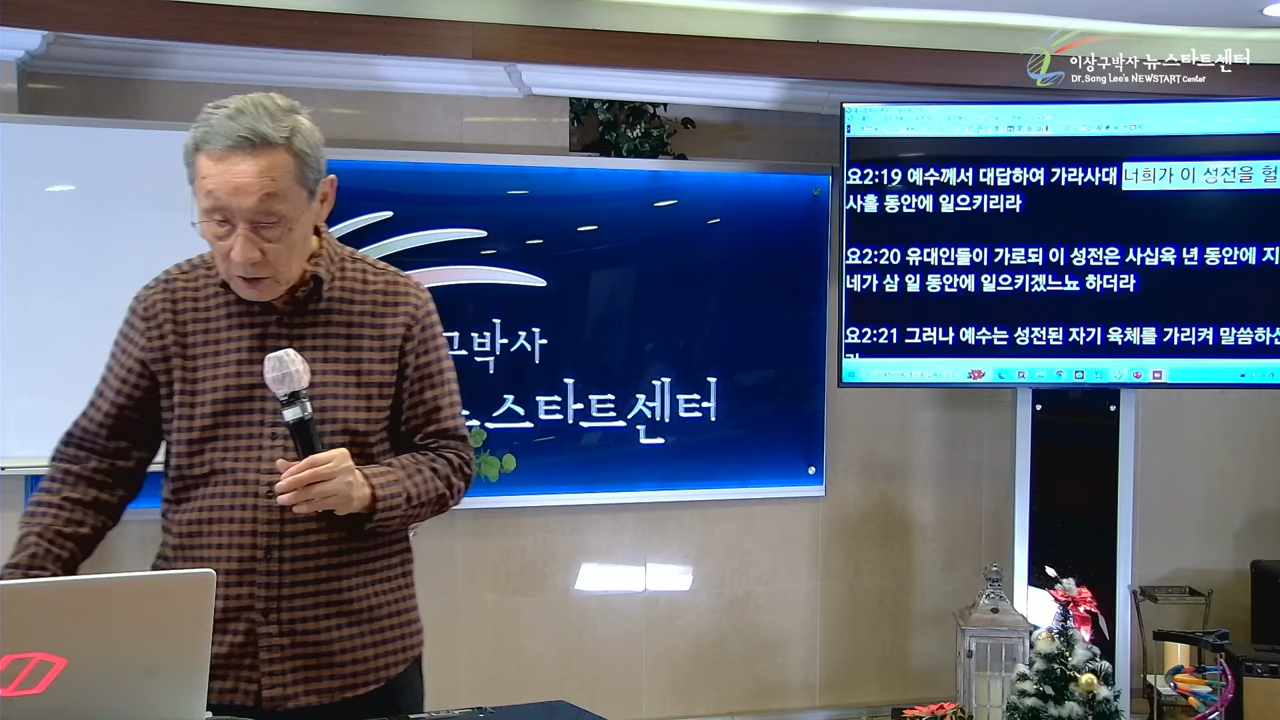 이상구박사 뉴스타트센터
Dr. Sang Lee's NEWSTART Center
요2:19 예수께서 대답하여 가라사대 너희가 이 성전을 헐
사흘 동안에 일으키리라
요2:20 유대인들이 가로되 이 성전은 사십육 년 동안에 지
네가 삼 일 동안에 일으키겠느뇨 하더라
요2:21 그러나 예수는 성전된 자기 육체를 가리켜 말씀하신
구박사
뉴스타트센터